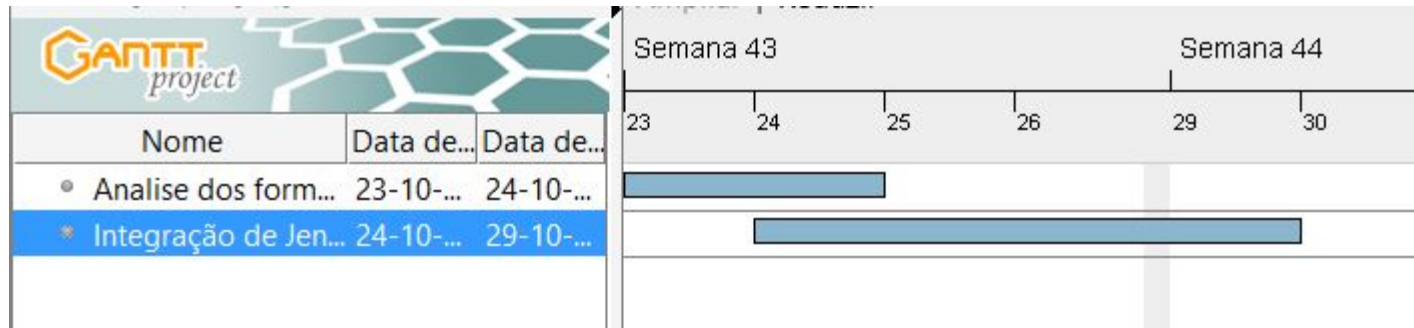 GANTT
project
Semana 43 Semana 44
23 24 25 26 29 30
Nome Data de... Data de...
Analise dos form... 23-10-... 24-10-...
Integração de Jen... 24-10-... 29-10-...